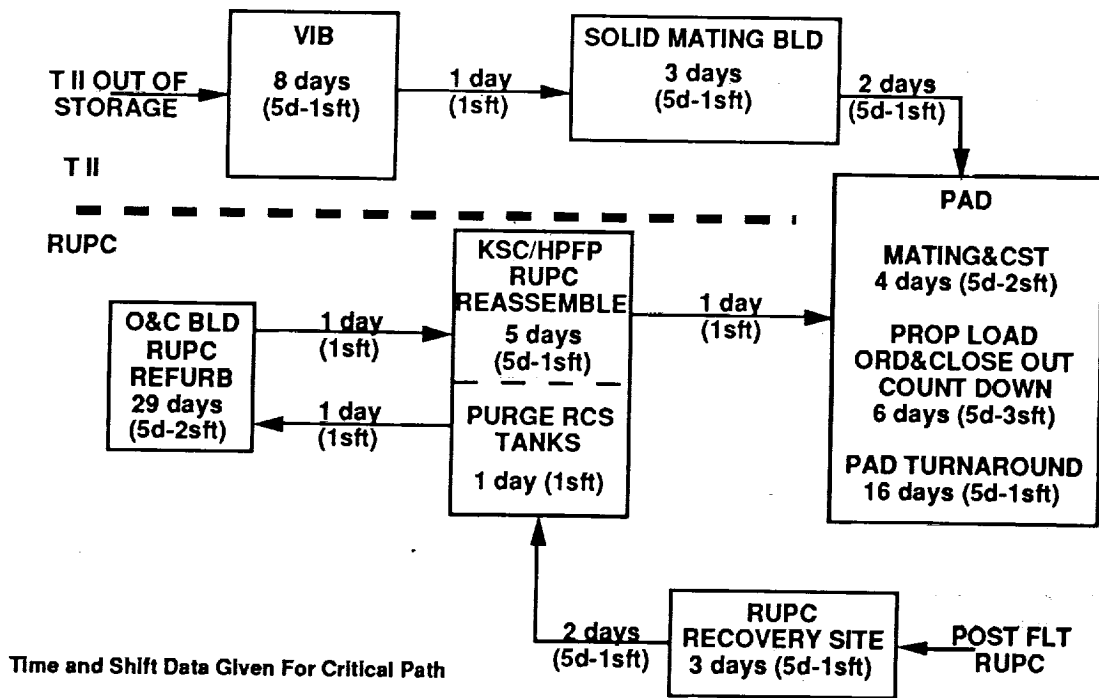 VIB
8 days
(5d-1sft)
T II OUT OF
STORAGE
1 day
(1sft)
SOLID MATING BLD
3 days
(5d-1sft)
2 days
(5d-1sft)
T II
RUPC
PAD
MATING&CST
4 days (5d-2sft)
PROP LOAD
ORD&CLOSE OUT
COUNT DOWN
6 days (5d-3sft)
PAD TURNAROUND
16 days (5d-1sft)
KSC/HPFP
RUPC
REASSEMBLE
5 days
(5d-1sft)
PURGE RCS
TANKS
1 day (1sft)
1 day
(1sft)
O&C BLD
RUPC
REFURB
29 days
(5d-2sft)
1 day
(1sft)
1 day
(1sft)
2 days
(5d-1sft)
RUPC
RECOVERY SITE
3 days (5d-1sft)
POST FLT
RUPC
Time and Shift Data Given For Critical Path